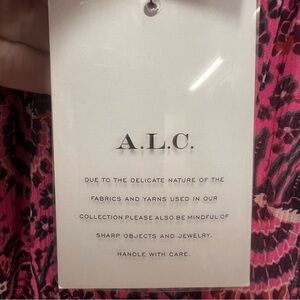 A.L.C.
DUE TO THE DELICATE NATURE OF THE
FABRICS AND YARNS USED IN OUR
COLLECTION PLEASE ALSO BE MINDFUL OF
SHARP OBJECTS AND JEWELRY.
HANDLE WITH CARE.